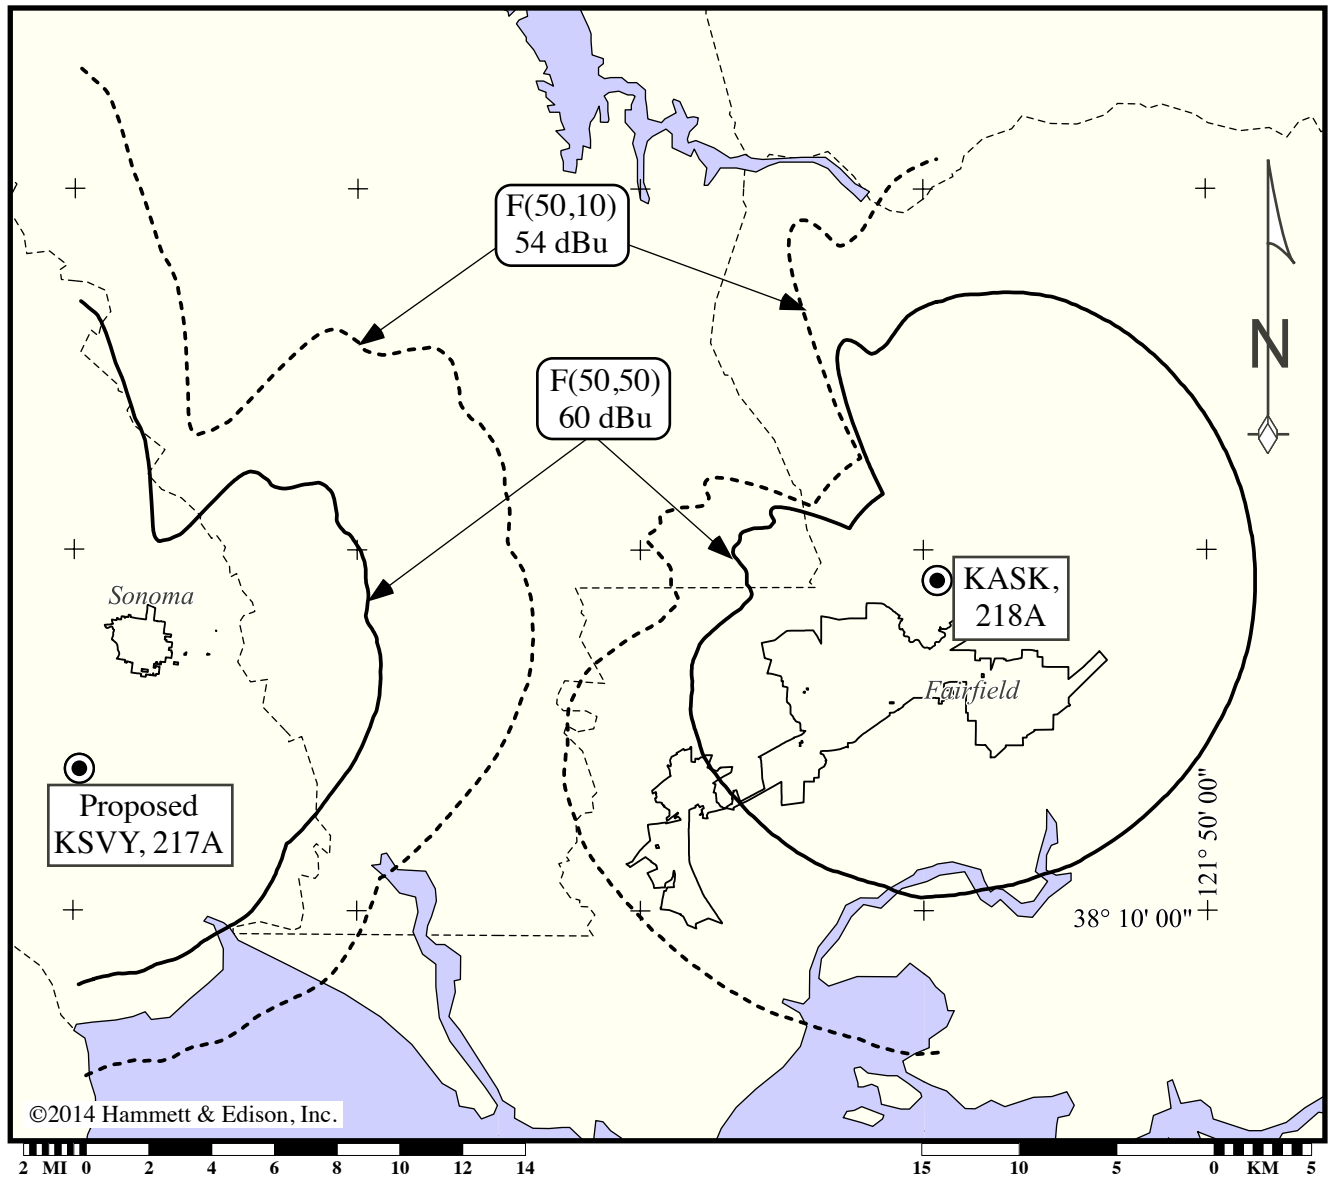 F(50,10)
54 dBu
F(50,50)
60 dBu
N
KASK,
218A
Sonoma
Fairfield
Proposed
KSVY, 217A
121° 50' 00"
38° 10' 00"
©2014 Hammett & Edison, Inc.
2 MI 0 2 4 6 8 10 12 14
15 10 5 0 KM 5